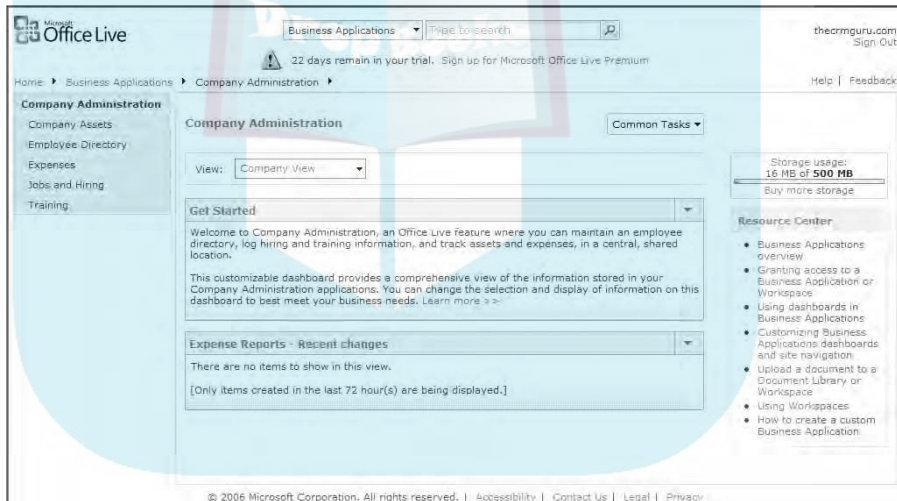 Microsoft
Office Live
Business Applications
Type to search
thecrmguru.com
Sign Out
22 days remain in your trial. Sign up for Microsoft Office Live Premium
Home Business Applications Company Administration
Help | Feedback
Company Administration
Company Assets
Employee Directory
Expenses
Jobs and Hiring
Training
Company Administration
Common Tasks
View: Company View
Get Started
Welcome to Company Administration, an Office Live feature where you can maintain an employee
directory, log hiring and training information, and track assets and expenses, in a central, shared
location.
This customizable dashboard provides a comprehensive view of the information stored in your
Company Administration applications. You can change the selection and display of information on this
dashboard to best meet your business needs. Learn more >>
Expense Reports - Recent changes
There are no items to show in this view.
[Only items created in the last 72 hour(s) are being displayed.]
Storage usage:
16 MB of 500 MB
Buy more storage
Resource Center
Business Applications
overview
Granting access to a
Business Application or
Workspace
Using dashboards in
Business Applications
Customizing Business
Applications dashboards
and site navigation
Upload a document to a
Document Library or
Workspace
Using Workspaces
How to create a custom
Business Application
© 2006 Microsoft Corporation. All rights reserved. | Accessibility | Contact Us | Legal | Privacy